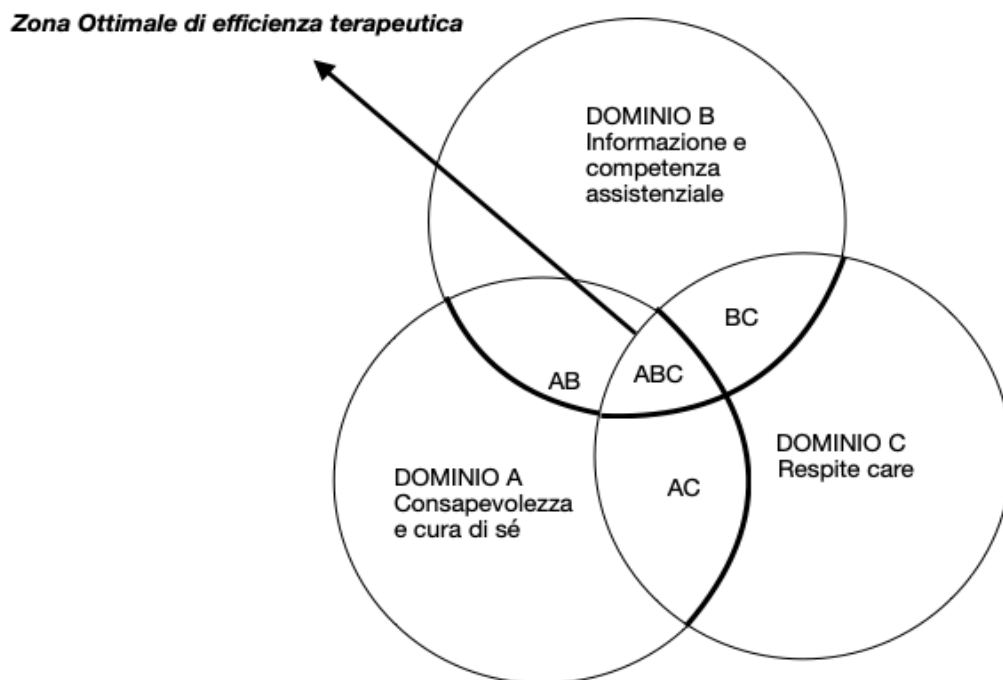 Zona Ottimale di efficienza terapeutica
DOMINIO B
Informazione e
competenza
assistenziale
BC
AB
ABC
DOMINIO C
Respite care
DOMINIO A
Consapevolezza
e cura di sé
AC